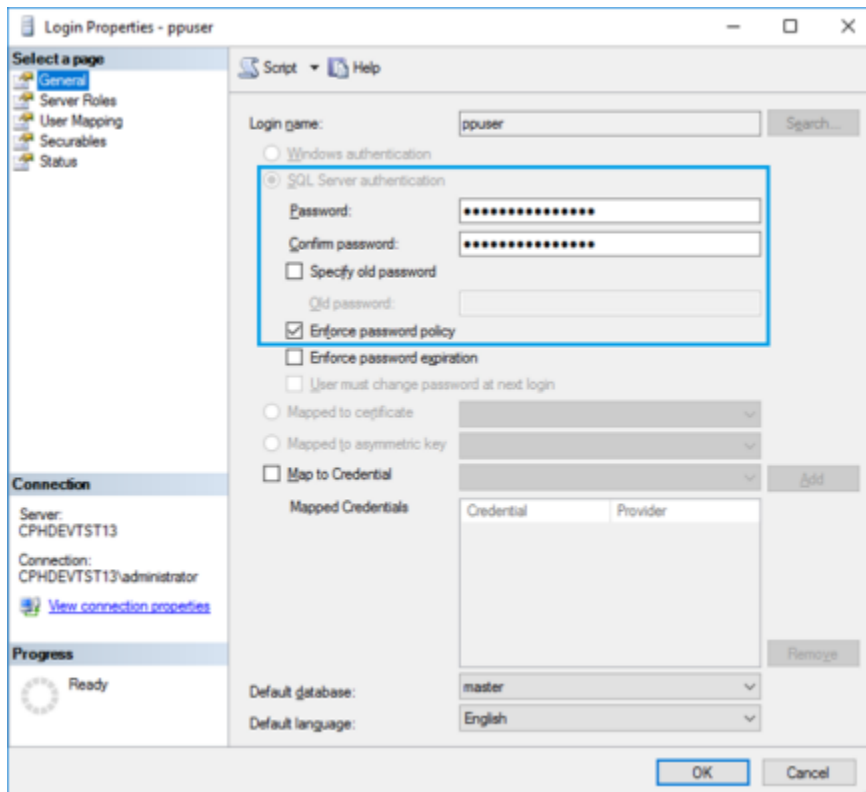 Login Properties - ppuser
Select a page
General
Server Roles
User Mapping
Securables
Status
Script Help
Login name: ppuser Search...
Windows authentication
SQL Server authentication
Password: •••••••••••••••
Confirm password: •••••••••••••••
Specify old password
Old password:
Enforce password policy
Enforce password expiration
User must change password at next login
Mapped to certificate
Mapped to asymmetric key
Map to Credential Add
Mapped Credentials Credential Provider
Remove
Default database: master
Default language: English
Connection
Server:
CPHDEVTST13
Connection:
CPHDEVTST13\administrator
View connection properties
Progress
Ready
OK Cancel